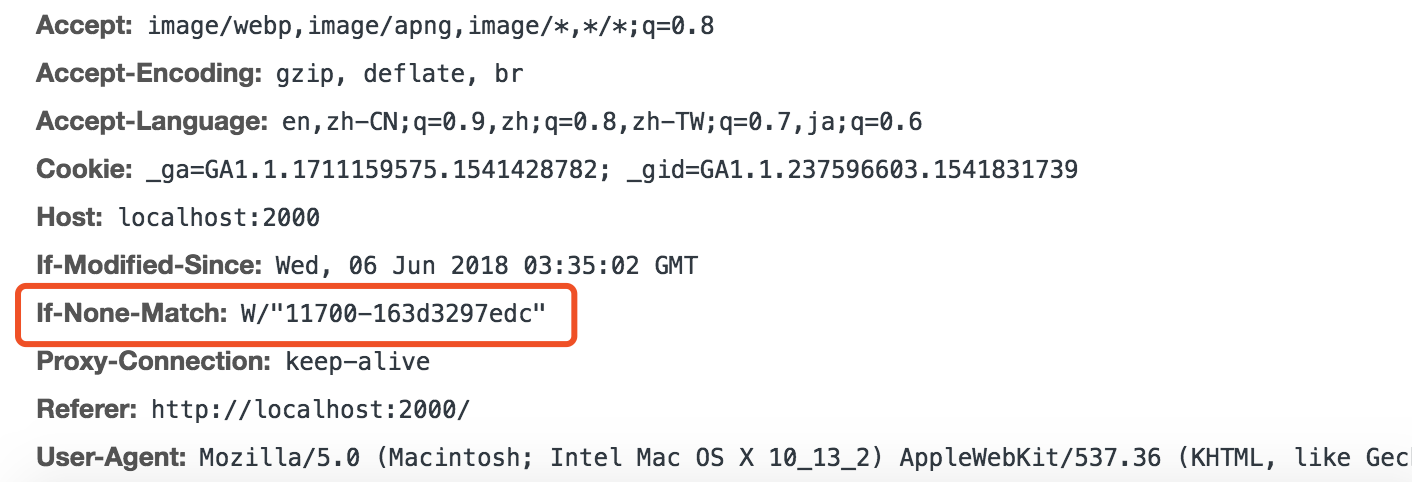 Accept: image/webp,image/apng,image/*,*/*;q=0.8
Accept-Encoding: gzip, deflate, br
Accept-Language: en,zh-CN;q=0.9,zh;q=0.8,zh-TW;q=0.7,ja;q=0.6
Cookie: _ga=GA1.1.1711159575.1541428782; _gid=GA1.1.237596603.1541831739
Host: localhost:2000
If-Modified-Since: Wed, 06 Jun 2018 03:35:02 GMT
If-None-Match: W/"11700-163d3297edc"
Proxy-Connection: keep-alive
Referer: http://localhost:2000/
User-Agent: Mozilla/5.0 (Macintosh; Intel Mac OS X 10_13_2) AppleWebKit/537.36 (KHTML, like